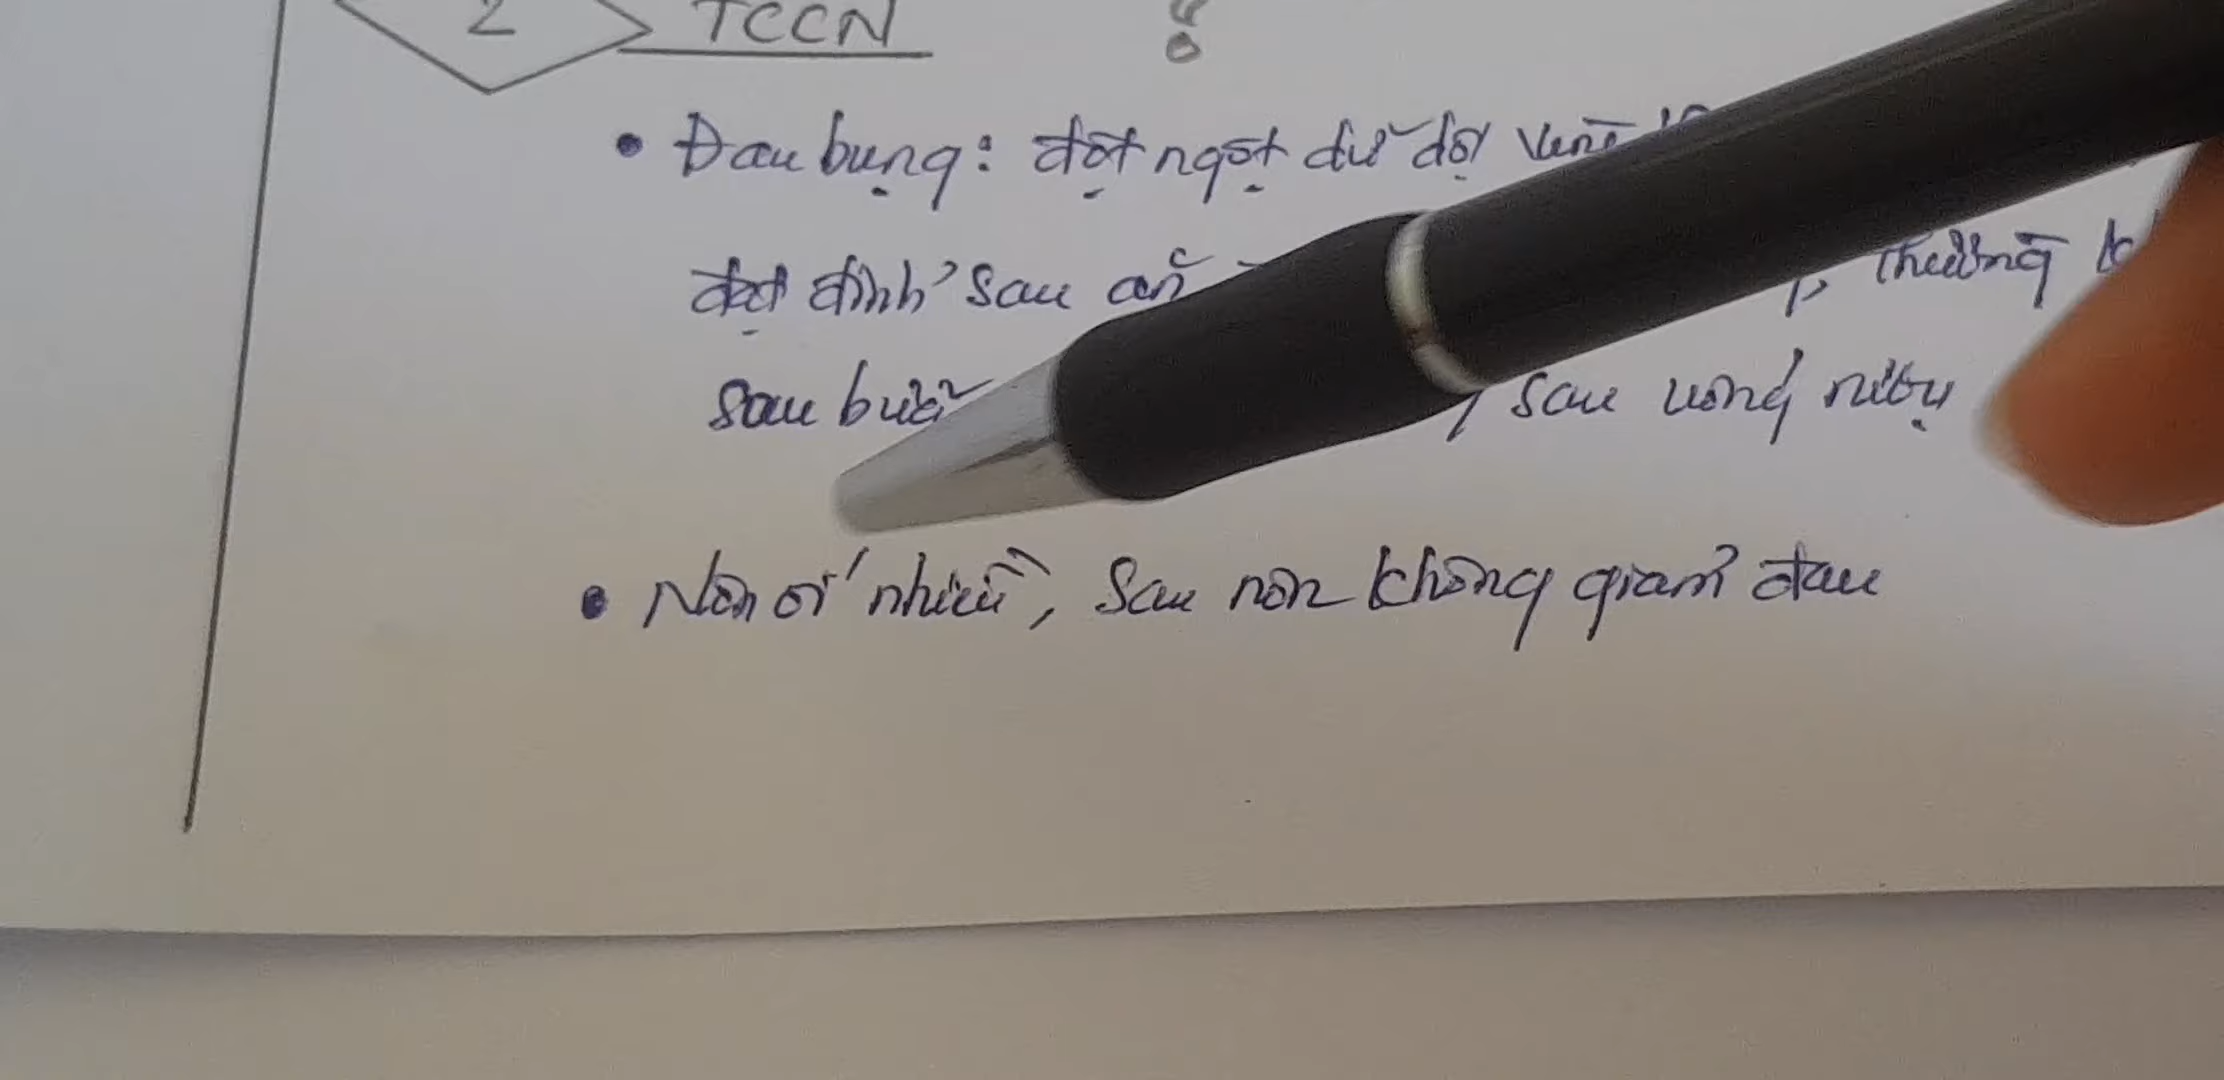 2 TCCN
• Đau bụng: đột ngột dữ dội
đạt đỉnh sau , thường
sau sau uống rượu
• Nôn ói nhiều, sau nôn không giảm đau